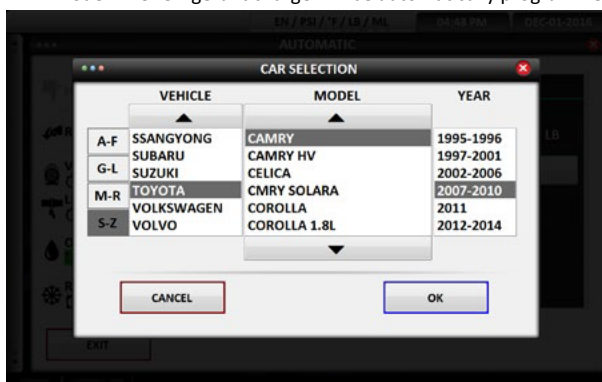 EN / PSI / °F / LB / ML 04:48 PM DEC-01-2016
AUTOMATIC
CAR SELECTION
VEHICLE MODEL YEAR
A-F
G-L
M-R
S-Z
SSANGYONG
SUBARU
SUZUKI
TOYOTA
VOLKSWAGEN
VOLVO
CAMRY
CAMRY HV
CELICA
CMRY SOLARA
COROLLA
COROLLA 1.8L
1995-1996
1997-2001
2002-2006
2007-2010
2011
2012-2014
LB
CANCEL OK
EXIT